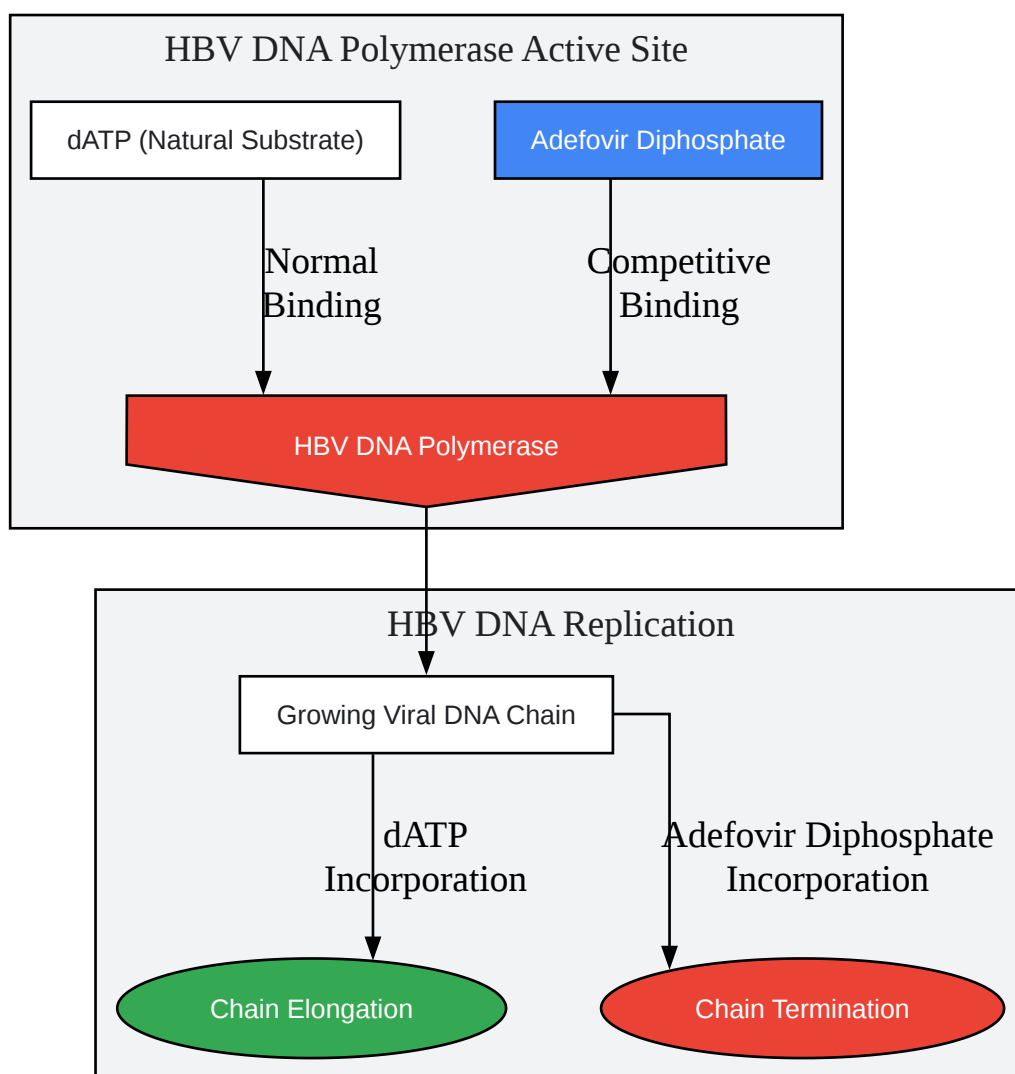 HBV DNA Polymerase Active Site
dATP (Natural Substrate)
Adefovir Diphosphate
Normal
Binding
Competitive
Binding
HBV DNA Polymerase
HBV DNA Replication
Growing Viral DNA Chain
dATP
Incorporation
Adefovir Diphosphate
Incorporation
Chain Elongation
Chain Termination